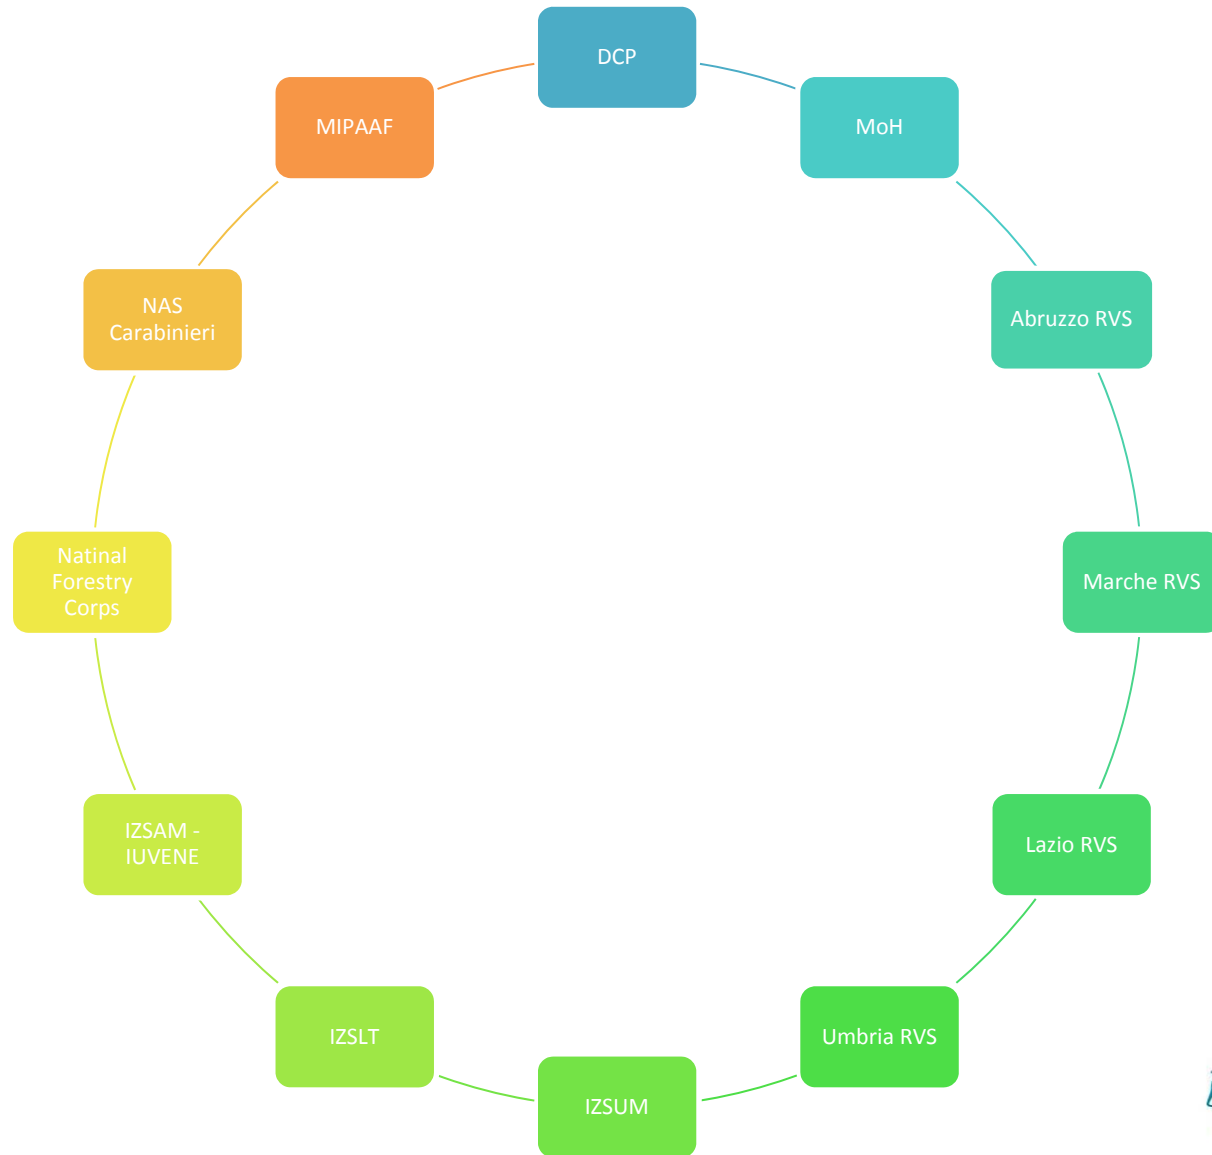 DCP
MoH
Abruzzo RVS
Marche RVS
Lazio RVS
Umbria RVS
IZSUM
IZSLT
IZSAM -
IUVENE
Natinal
Forestry
Corps
NAS
Carabinieri
MIPAAF